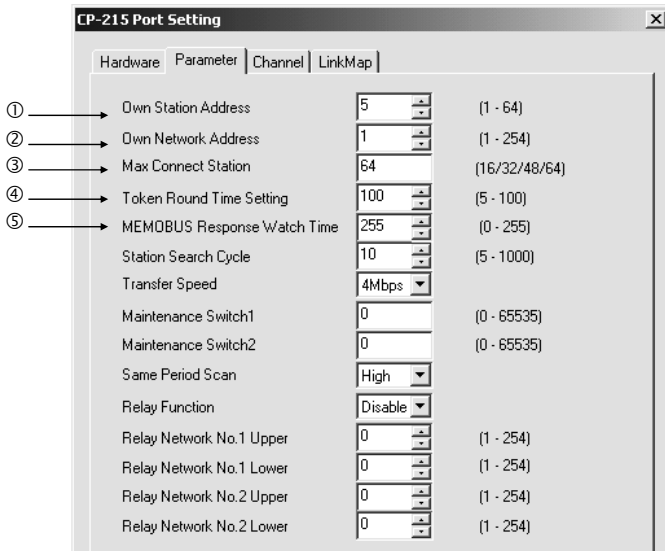 CP-215 Port Setting
Hardware Parameter Channel LinkMap
① Own Station Address 5 (1 - 64)
② Own Network Address 1 (1 - 254)
③ Max Connect Station 64 (16/32/48/64)
④ Token Round Time Setting 100 (5 - 100)
⑤ MEMOBUS Response Watch Time 255 (0 - 255)
Station Search Cycle 10 (5 - 1000)
Transfer Speed 4Mbps
Maintenance Switch1 0 (0 - 65535)
Maintenance Switch2 0 (0 - 65535)
Same Period Scan High
Relay Function Disable
Relay Network No.1 Upper 0 (1 - 254)
Relay Network No.1 Lower 0 (1 - 254)
Relay Network No.2 Upper 0 (1 - 254)
Relay Network No.2 Lower 0 (1 - 254)